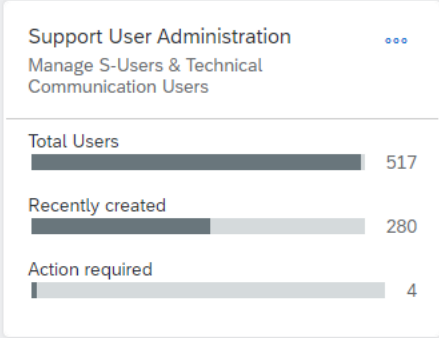 Support User Administration
Manage S-Users & Technical
Communication Users
Total Users
517
Recently created
280
Action required
4